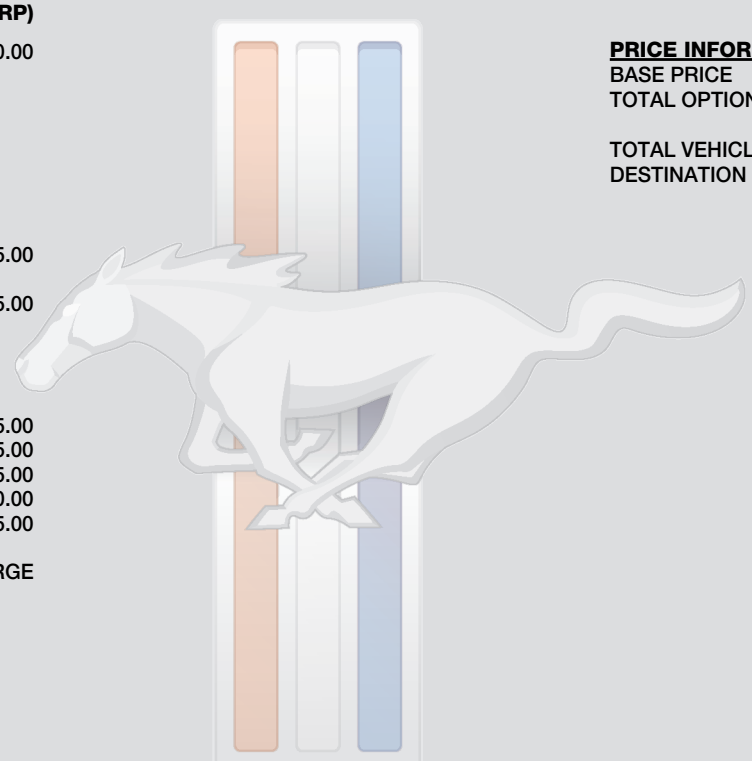 RP)
0.00
5.00
5.00
5.00
5.00
5.00
0.00
5.00
RGE
PRICE INFOR
BASE PRICE
TOTAL OPTION
TOTAL VEHICL
DESTINATION